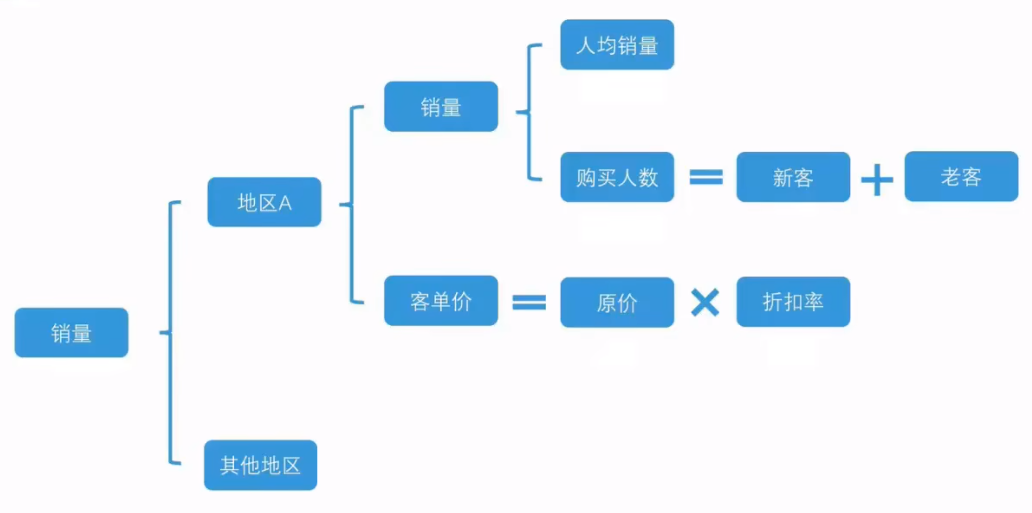 人均销量
销量
购买人数 = 新客 + 老客
地区A
客单价 = 原价 × 折扣率
销量
其他地区